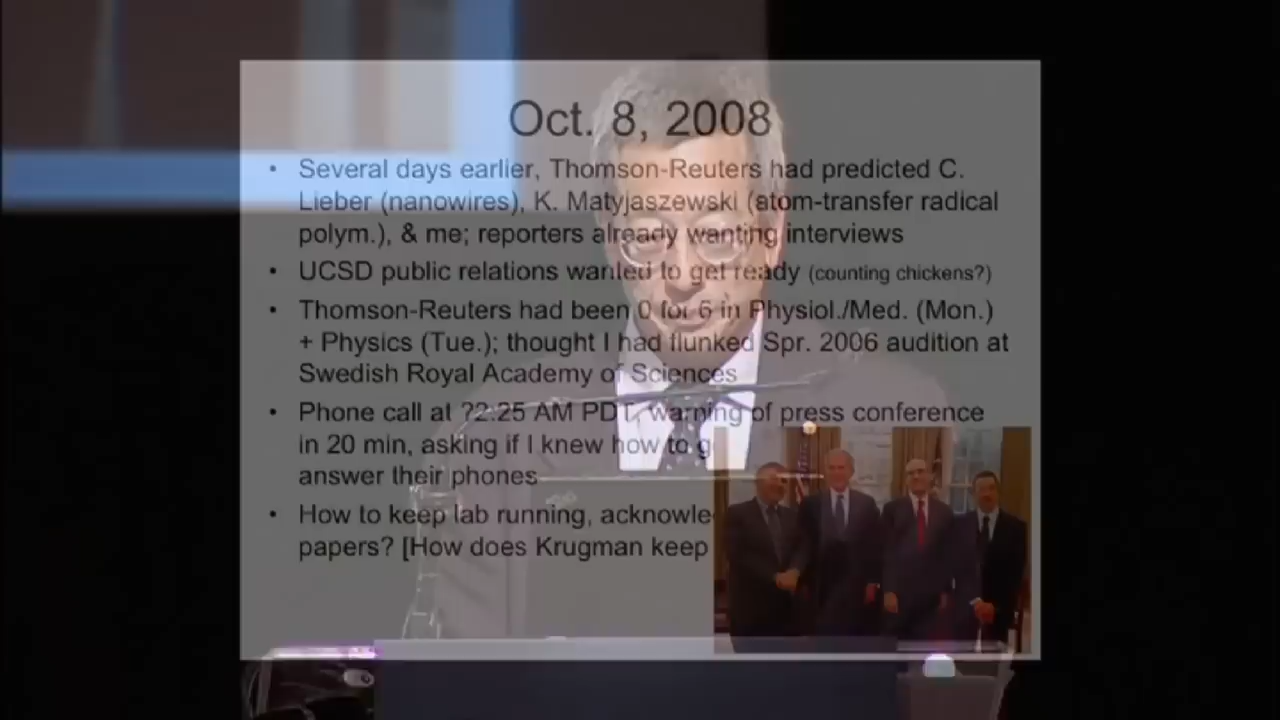 Oct. 8, 2008
• Several days earlier, Thomson-Reuters had predicted C.
Lieber (nanowires), K. Matyjaszewski (atom-transfer radical
polym.), & me; reporters already wanting interviews
• UCSD public relations wanted to get ready (counting chickens?)
• Thomson-Reuters had been 0 for 6 in Physiol./Med. (Mon.)
+ Physics (Tue.); thought I had flunked Spr. 2006 audition at
Swedish Royal Academy of Sciences
• Phone call at ?2:25 AM PDT, warning of press conference
in 20 min, asking if I knew how to g
answer their phones
• How to keep lab running, acknowle
papers? [How does Krugman keep